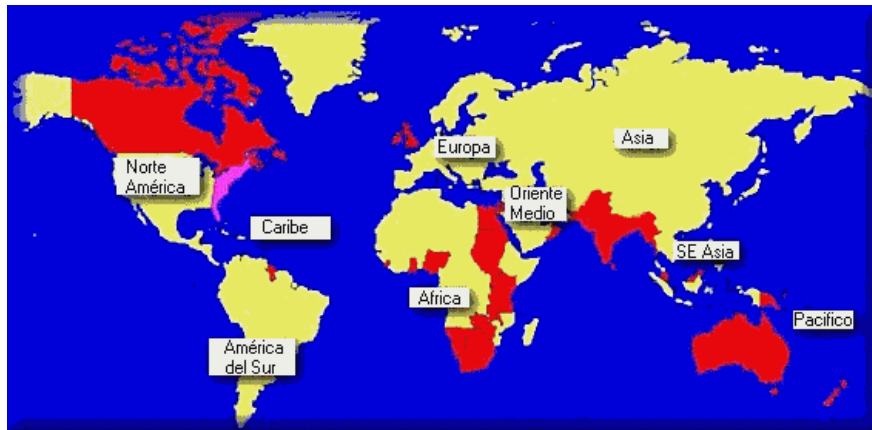 Norte
América
Caribe
América
del Sur
Europa
Africa
Oriente
Medio
Asia
SE Asia
Pacifico